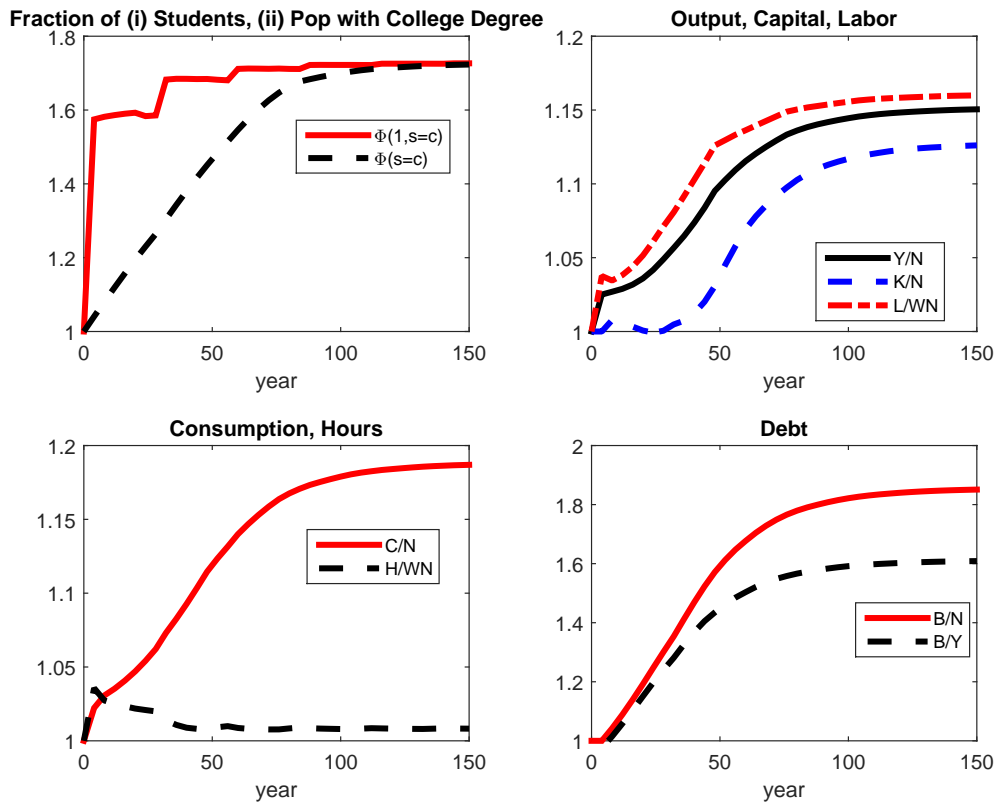 Fraction of (i) Students, (ii) Pop with College Degree
1.8
1.6
1.4
1.2
1
0
50
100
150
year
Φ(1,s=c)
Φ(s=c)
Output, Capital, Labor
1.2
1.15
1.1
1.05
1
0
50
100
150
year
Y/N
K/N
L/WN
Consumption, Hours
1.2
1.15
1.1
1.05
1
0
50
100
150
year
C/N
H/WN
Debt
2
1.8
1.6
1.4
1.2
1
0
50
100
150
year
B/N
B/Y